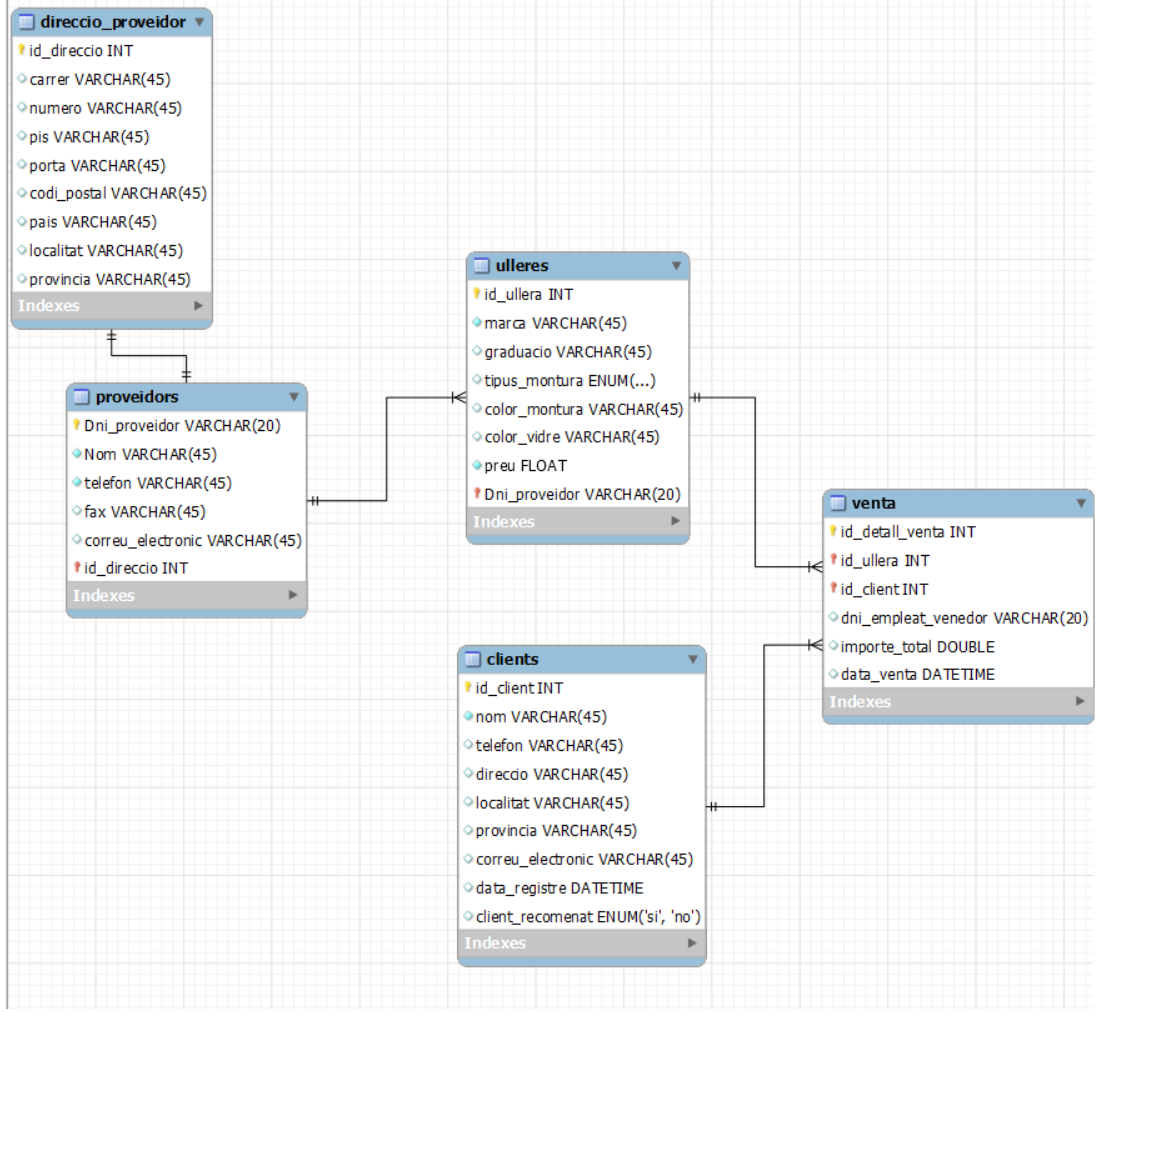 direccio_proveidor
id_direccio INT
carrer VARCHAR(45)
numero VARCHAR(45)
pis VARCHAR(45)
porta VARCHAR(45)
codi_postal VARCHAR(45)
pais VARCHAR(45)
localitat VARCHAR(45)
provincia VARCHAR(45)
Indexes
proveidors
Dni_proveidor VARCHAR(20)
Nom VARCHAR(45)
telefon VARCHAR(45)
fax VARCHAR(45)
correu_electronic VARCHAR(45)
id_direccio INT
Indexes
ulleres
id_ullera INT
marca VARCHAR(45)
graduacio VARCHAR(45)
tipus_montura ENUM(...)
color_montura VARCHAR(45)
color_vidre VARCHAR(45)
preu FLOAT
Dni_proveidor VARCHAR(20)
Indexes
venta
id_detall_venta INT
id_ullera INT
id_client INT
dni_empleat_venedor VARCHAR(20)
importe_total DOUBLE
data_venta DATETIME
Indexes
clients
id_client INT
nom VARCHAR(45)
telefon VARCHAR(45)
direccio VARCHAR(45)
localitat VARCHAR(45)
provincia VARCHAR(45)
correu_electronic VARCHAR(45)
data_registre DATETIME
client_recomenat ENUM('si', 'no')
Indexes